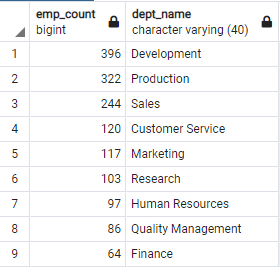 emp_count dept_name
bigint character varying (40)
1 396 Development
2 322 Production
3 244 Sales
4 120 Customer Service
5 117 Marketing
6 103 Research
7 97 Human Resources
8 86 Quality Management
9 64 Finance